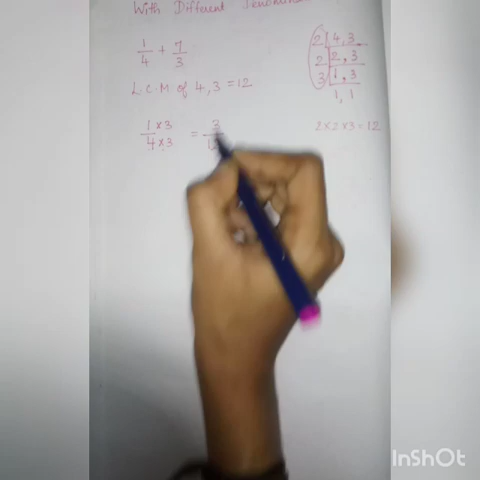 With Different
1/4 + 7/3
L.C.M of 4, 3 = 12
1×3/4×3 = 3/
2 | 4, 3
2 | 2, 3
3 | 1, 3
1, 1
2×2×3=12
InShOt